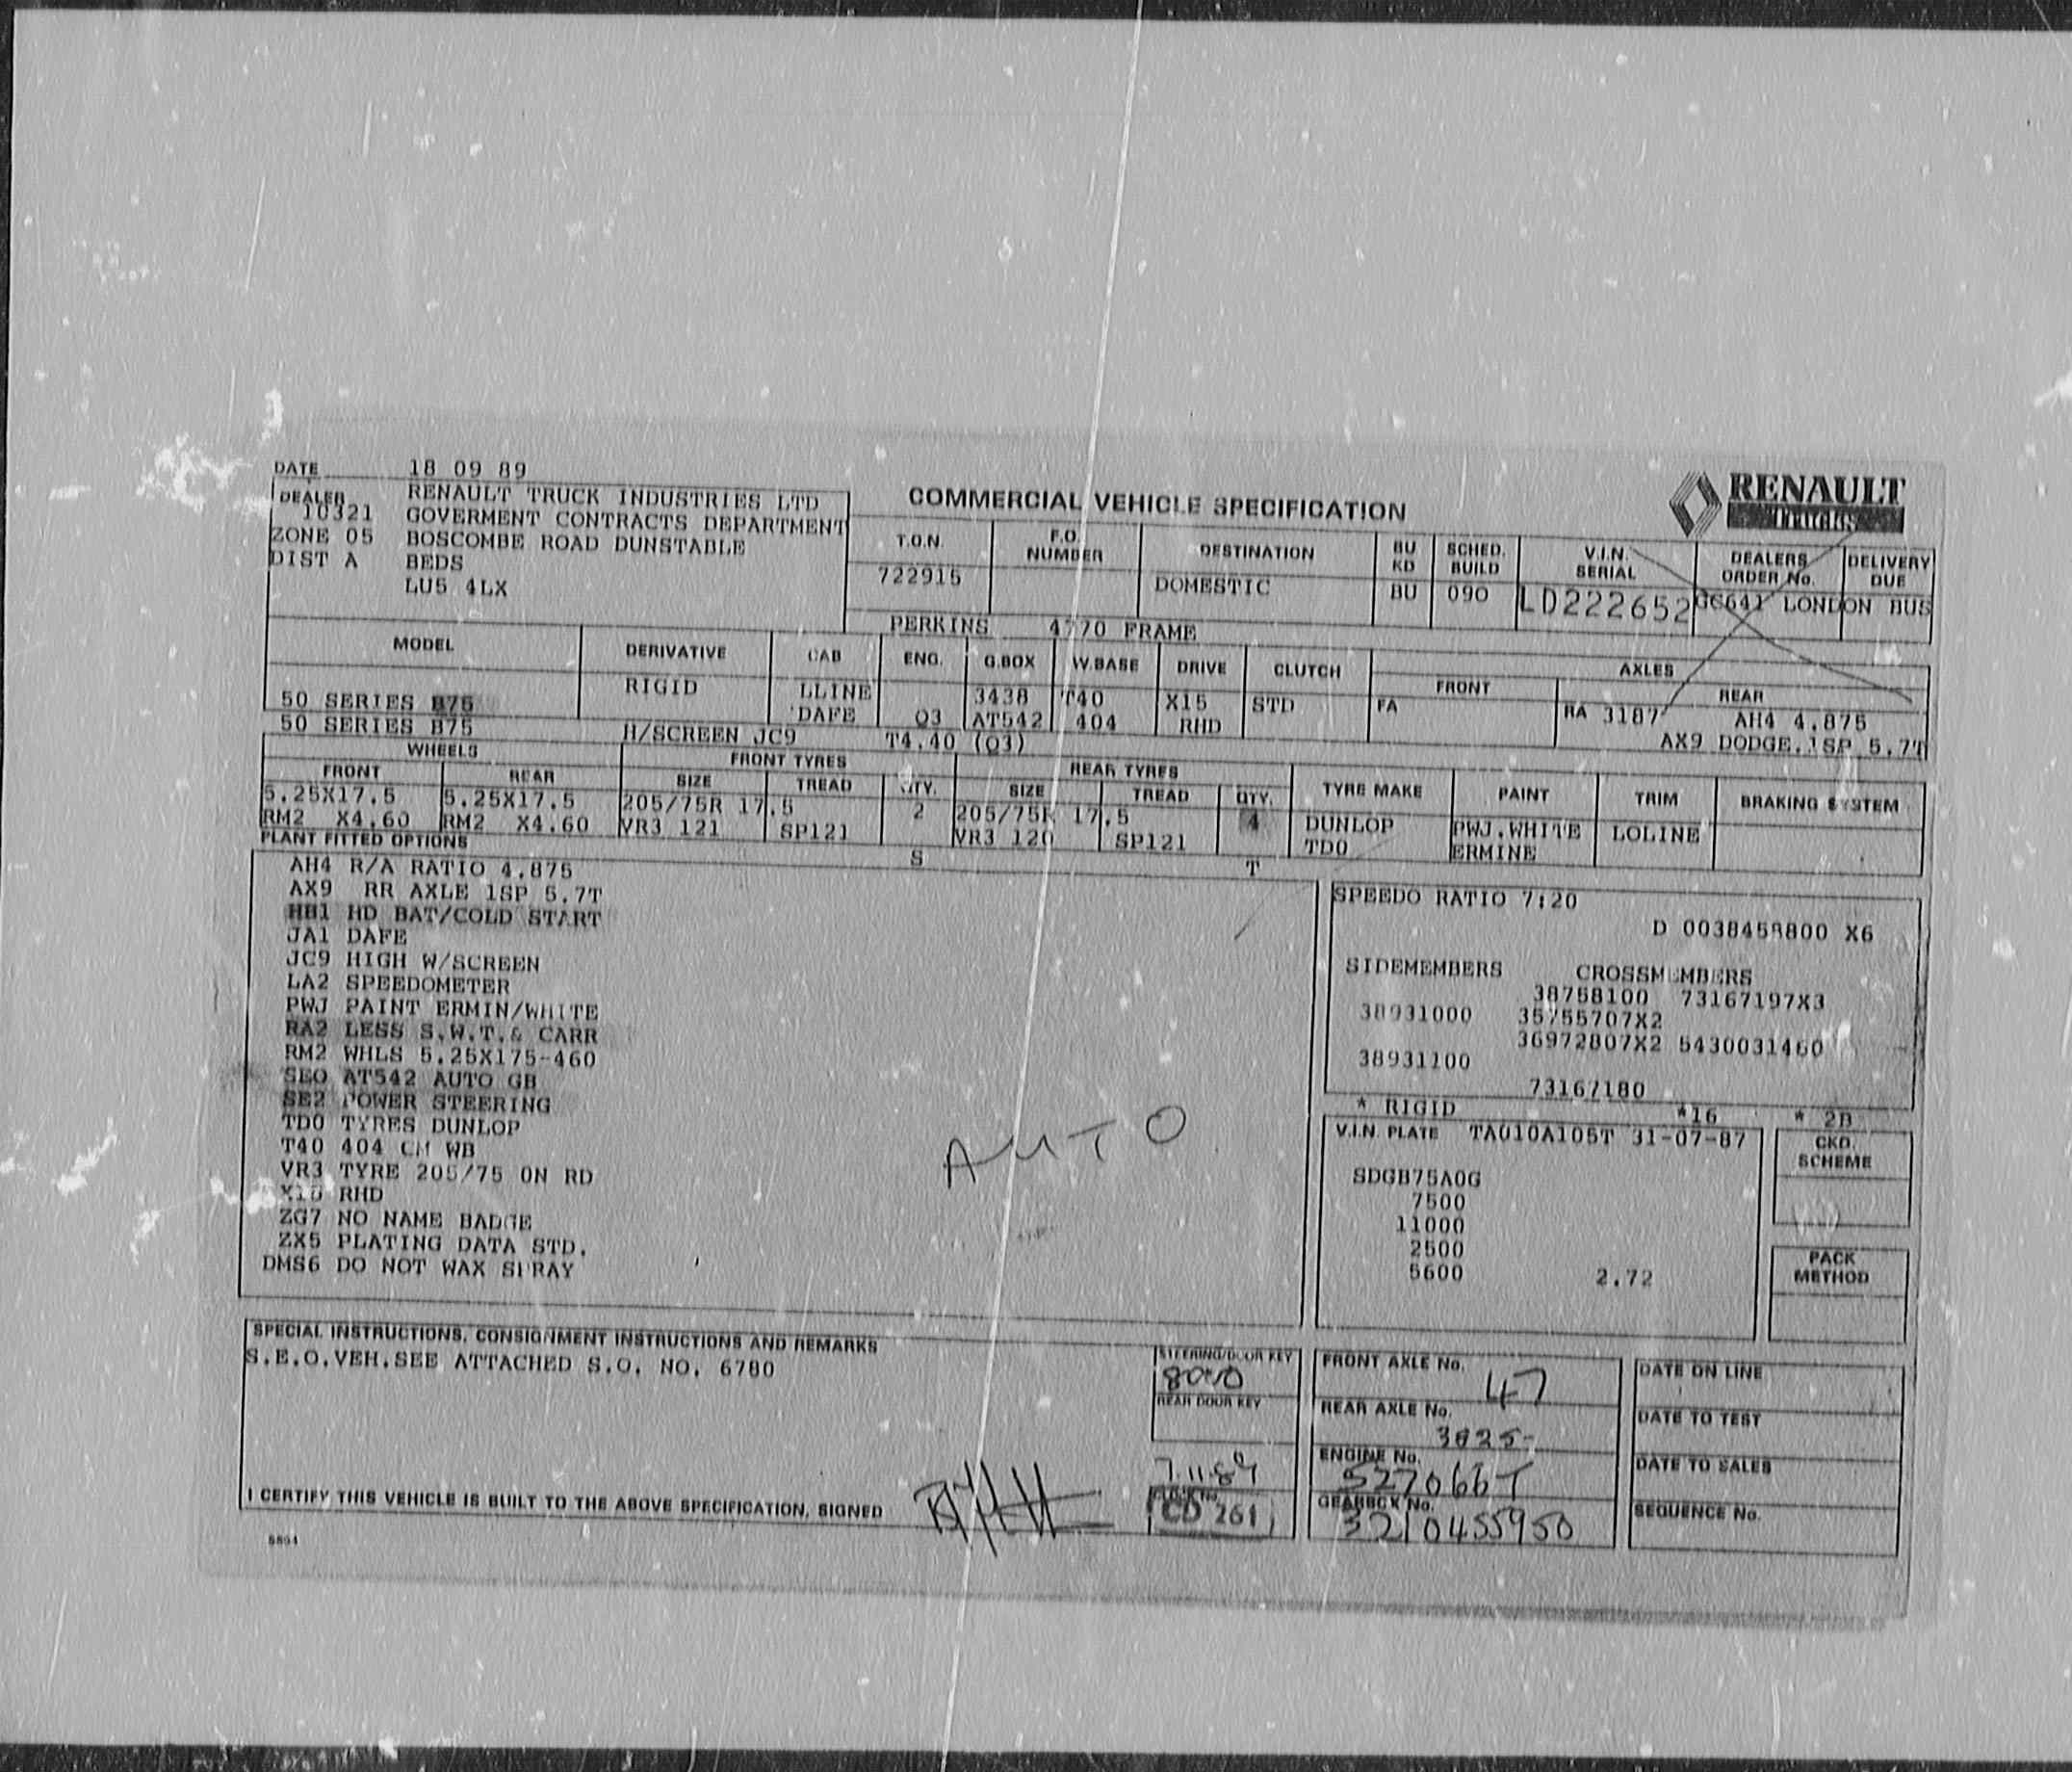 DATE 18 09 89
DEALER RENAULT TRUCK INDUSTRIES LTD
10321 GOVERMENT CONTRACTS DEPARTMENT
ZONE 05 BOSCOMBE ROAD DUNSTABLE
DIST A BEDS
LU5 4LX
COMMERCIAL VEHICLE SPECIFICATION
RENAULT
Trucks
T.O.N. F.O. NUMBER DESTINATION BU KD SCHED. BUILD V.I.N. SERIAL DEALERS ORDER No. DELIVERY DUE
722915 DOMESTIC BU 090 LD222652 GC641 LONDON BUS
PERKINS 4770 FRAME
MODEL DERIVATIVE CAB ENG. G.BOX W.BASE DRIVE CLUTCH AXLES
FRONT REAR
RIGID LLINE 3438 T40 X15 STD FA RA 3187 AH4 4.875
50 SERIES B75 DAFE Q3 AT542 404 RHD
50 SERIES B75 H/SCREEN JC9 T4.40 (Q3) AX9 DODGE.1SP 5.7T
WHEELS FRONT TYRES REAR TYRES
FRONT REAR SIZE TREAD QTY. SIZE TREAD QTY. TYRE MAKE PAINT TRIM BRAKING SYSTEM
5.25X17.5 5.25X17.5 205/75R 17.5 2 205/75R 17.5 4 DUNLOP PWJ.WHITE LOLINE
RM2 X4.60 RM2 X4.60 VR3 121 SP121 VR3 120 SP121 TD0 ERMINE
PLANT FITTED OPTIONS S T
AH4 R/A RATIO 4.875
AX9 RR AXLE 1SP 5.7T
HB1 HD BAT/COLD START
JA1 DAFE
JC9 HIGH W/SCREEN
LA2 SPEEDOMETER
PWJ PAINT ERMIN/WHITE
RA2 LESS S.W.T.& CARR
RM2 WHLS 5.25X175-460
SE0 AT542 AUTO GB
SE2 POWER STEERING
TD0 TYRES DUNLOP
T40 404 CM WB
VR3 TYRE 205/75 ON RD
X15 RHD
ZG7 NO NAME BADGE
ZX5 PLATING DATA STD.
DMS6 DO NOT WAX SPRAY
AUTO
SPEEDO RATIO 7:20
D 0038459800 X6
SIDEMEMBERS CROSSMEMBERS
38758100 73167197X3
38931000 35755707X2
36972807X2 5430031460
38931100
73167180
* RIGID *16 * 2B
V.I.N. PLATE TA010A105T 31-07-87
SDGB75A0G
7500
11000
2500
5600 2.72
CKD. SCHEME
PACK METHOD
SPECIAL INSTRUCTIONS, CONSIGNMENT INSTRUCTIONS AND REMARKS
S.E.O.VEH.SEE ATTACHED S.O. NO. 6780
STEERING/DOOR KEY
REAR DOOR KEY
7.11.89
CD 261
FRONT AXLE No. 47
REAR AXLE No. 3825-
ENGINE No. 527066T
GEARBOX No. 3210455950
DATE ON LINE
DATE TO TEST
DATE TO SALES
SEQUENCE No.
I CERTIFY THIS VEHICLE IS BUILT TO THE ABOVE SPECIFICATION, SIGNED